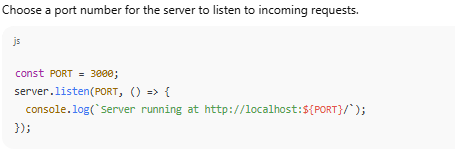 Choose a port number for the server to listen to incoming requests.
js
const PORT = 3000;
server.listen(PORT, () => {
  console.log(`Server running at http://localhost:${PORT}/`);
});